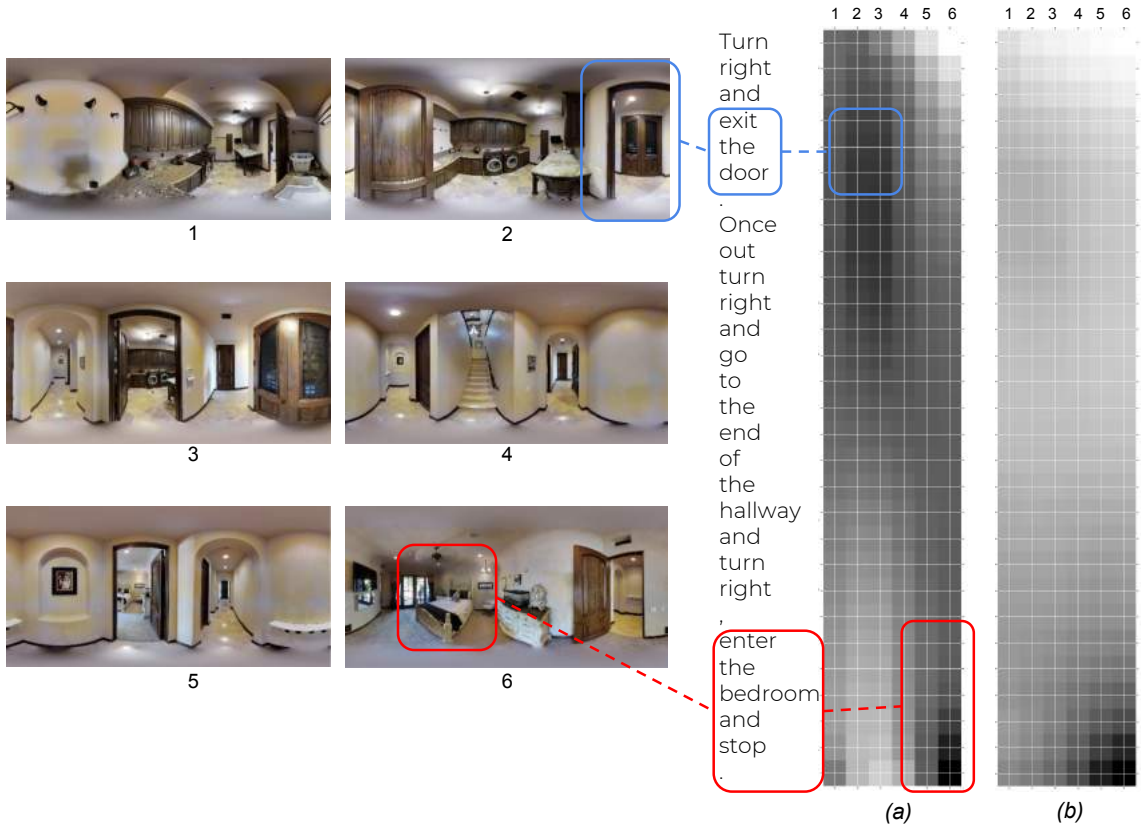 1 2 3 4 5 6
1 2 3 4 5 6
1
2
3
4
5
6
Turn
right
and
exit
the
door
.
Once
out
turn
right
and
go
to
the
end
of
the
hallway
and
turn
right
,
enter
the
bedroom
and
stop
.
(a)
(b)